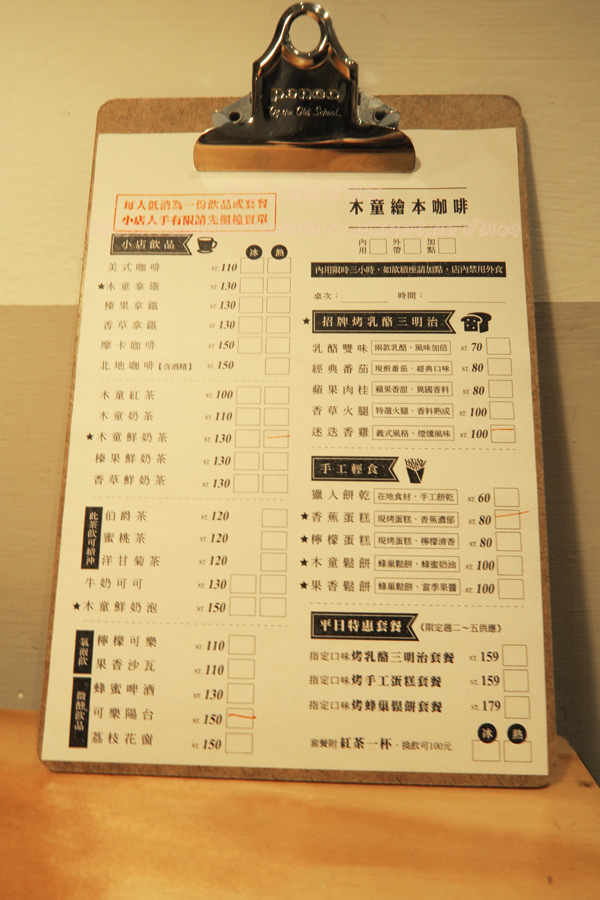 penco
"By the Old School"
每人低消為一份飲品或套餐
小店人手有限請先櫃檯買單
木童繪本咖啡
內用 外帶 加點
內用限時三小時，如欲續座請加點，店內禁用外食
桌次： 時間：
小店飲品
冰 熱
美式咖啡 NT. 110
★木童拿鐵 NT. 130
榛果拿鐵 NT. 130
香草拿鐵 NT. 130
摩卡咖啡 NT. 150
北地咖啡【含酒精】 NT. 150
木童紅茶 NT. 100
木童奶茶 NT. 110
★木童鮮奶茶 NT. 130
榛果鮮奶茶 NT. 130
香草鮮奶茶 NT. 130
此茶飲可續沖
伯爵茶 NT. 120
蜜桃茶 NT. 120
洋甘菊茶 NT. 120
牛奶可可 NT. 130
★木童鮮奶泡 NT. 150
氣泡飲
檸檬可樂 NT. 110
果香沙瓦 NT. 110
微醺飲品
蜂蜜啤酒 NT. 130
可樂陽台 NT. 150
荔枝花窗 NT. 150
★招牌烤乳酪三明治
乳酪雙味 兩款乳酪，風味加倍 NT. 70
經典番茄 現煎番茄，經典口味 NT. 80
蘋果肉桂 蘋果香甜，異國香料 NT. 80
香草火腿 特選火腿，香料熟成 NT. 100
迷迭香雞 義式風格，煙燻風味 NT. 100
手工輕食
獵人餅乾 在地食材，手工餅乾 NT. 60
★香蕉蛋糕 現烤蛋糕，香蕉濃郁 NT. 80
★檸檬蛋糕 現烤蛋糕，檸檬清香 NT. 80
★木童鬆餅 蜂巢鬆餅，蜂蜜奶油 NT. 100
★果香鬆餅 蜂巢鬆餅，當季果醬 NT. 100
平日特惠套餐 《限定週二～五供應》
指定口味烤乳酪三明治套餐 NT. 159
指定口味烤手工蛋糕套餐 NT. 159
指定口味烤蜂巢鬆餅套餐 NT. 179
冰 熱
套餐附紅茶一杯，換飲可100元